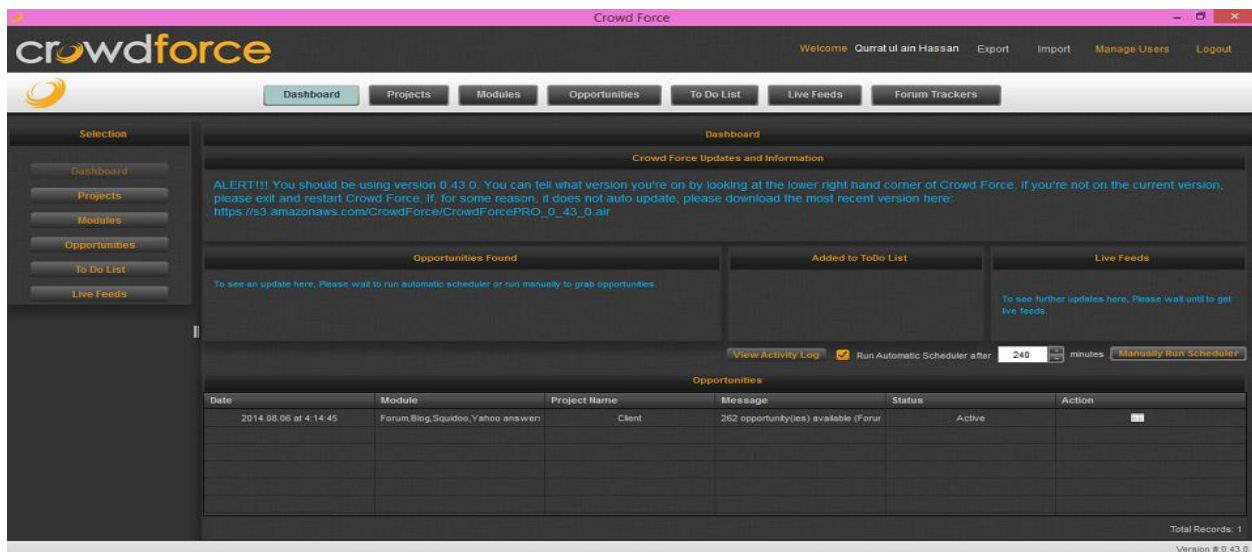 Crowd Force
crowdforce
Welcome Qurrat ul ain Hassan Export Import Manage Users Logout
Dashboard Projects Modules Opportunities To Do List Live Feeds Forum Trackers
Selection
Dashboard
Projects
Modules
Opportunities
To Do List
Live Feeds
Dashboard
Crowd Force Updates and Information
ALERT!!! You should be using version 0.43.0. You can tell what version you're on by looking at the lower right hand corner of Crowd Force. If you're not on the current version,
please exit and restart Crowd Force. If, for some reason, it does not auto update, please download the most recent version here:
https://s3.amazonaws.com/CrowdForce/CrowdForcePRO_0_43_0.air
Opportunities Found
To see an update here, Please wait to run automatic scheduler or run manually to grab opportunities.
Added to ToDo List
Live Feeds
To see further updates here, Please wait until to get
live feeds.
View Activity Log Run Automatic Scheduler after 240 minutes Manually Run Scheduler
Opportunities
Date Module Project Name Message Status Action
2014.08.06 at 4:14:45 Forum,Blog,Squidoo,Yahoo answers Client 262 opportunity(ies) available (Forum Active
Total Records: 1
Version # 0.43.0